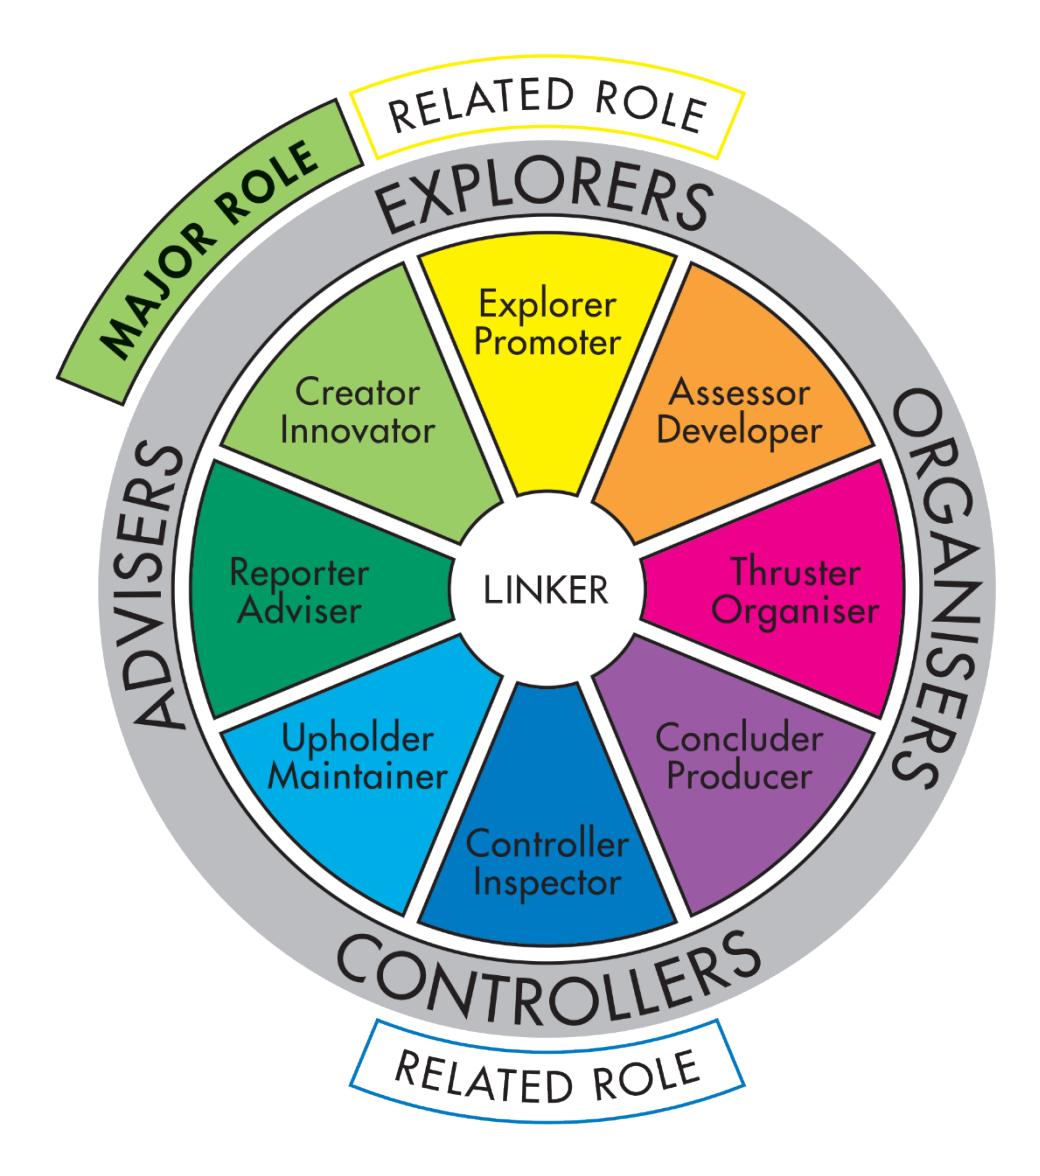 RELATED ROLE
MAJOR ROLE
EXPLORERS
Explorer
Promoter
Creator
Innovator
Assessor
Developer
ADVISERS
ORGANISERS
Reporter
Adviser
LINKER
Thruster
Organiser
Upholder
Maintainer
Concluder
Producer
Controller
Inspector
CONTROLLERS
RELATED ROLE